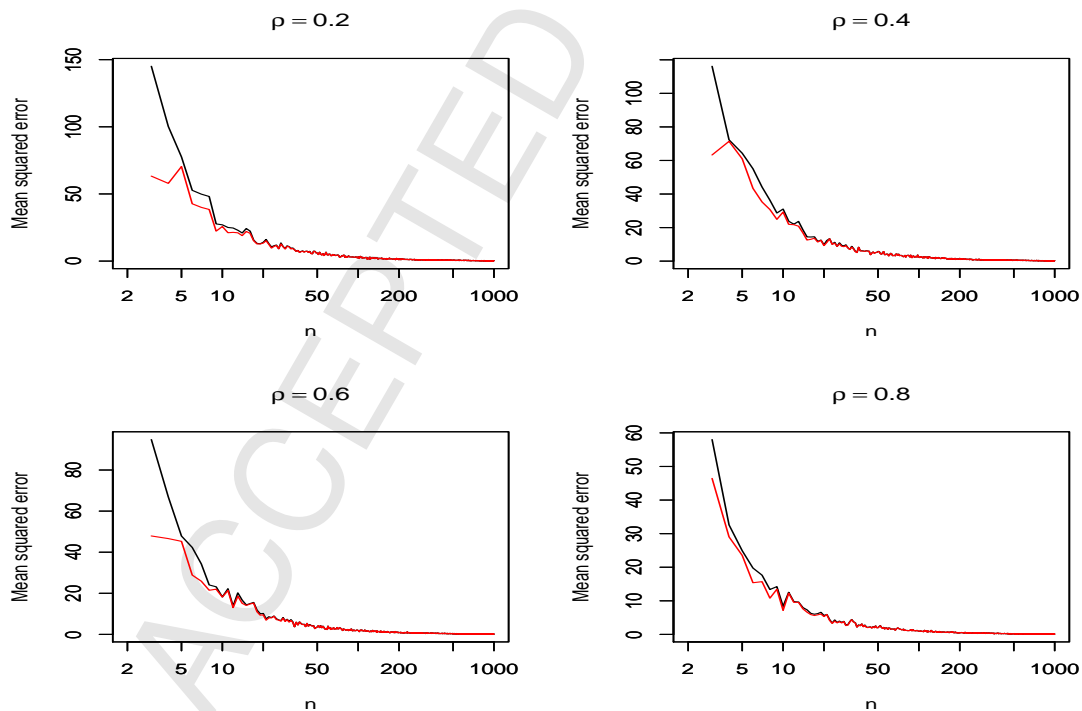 ρ = 0.2
Mean squared error
0 50 100 150
2 5 10 50 200 1000
n
ρ = 0.4
Mean squared error
0 20 40 60 80 100
2 5 10 50 200 1000
n
ρ = 0.6
Mean squared error
0 20 40 60 80
2 5 10 50 200 1000
n
ρ = 0.8
Mean squared error
0 10 20 30 40 50 60
2 5 10 50 200 1000
n
ACCEPTED